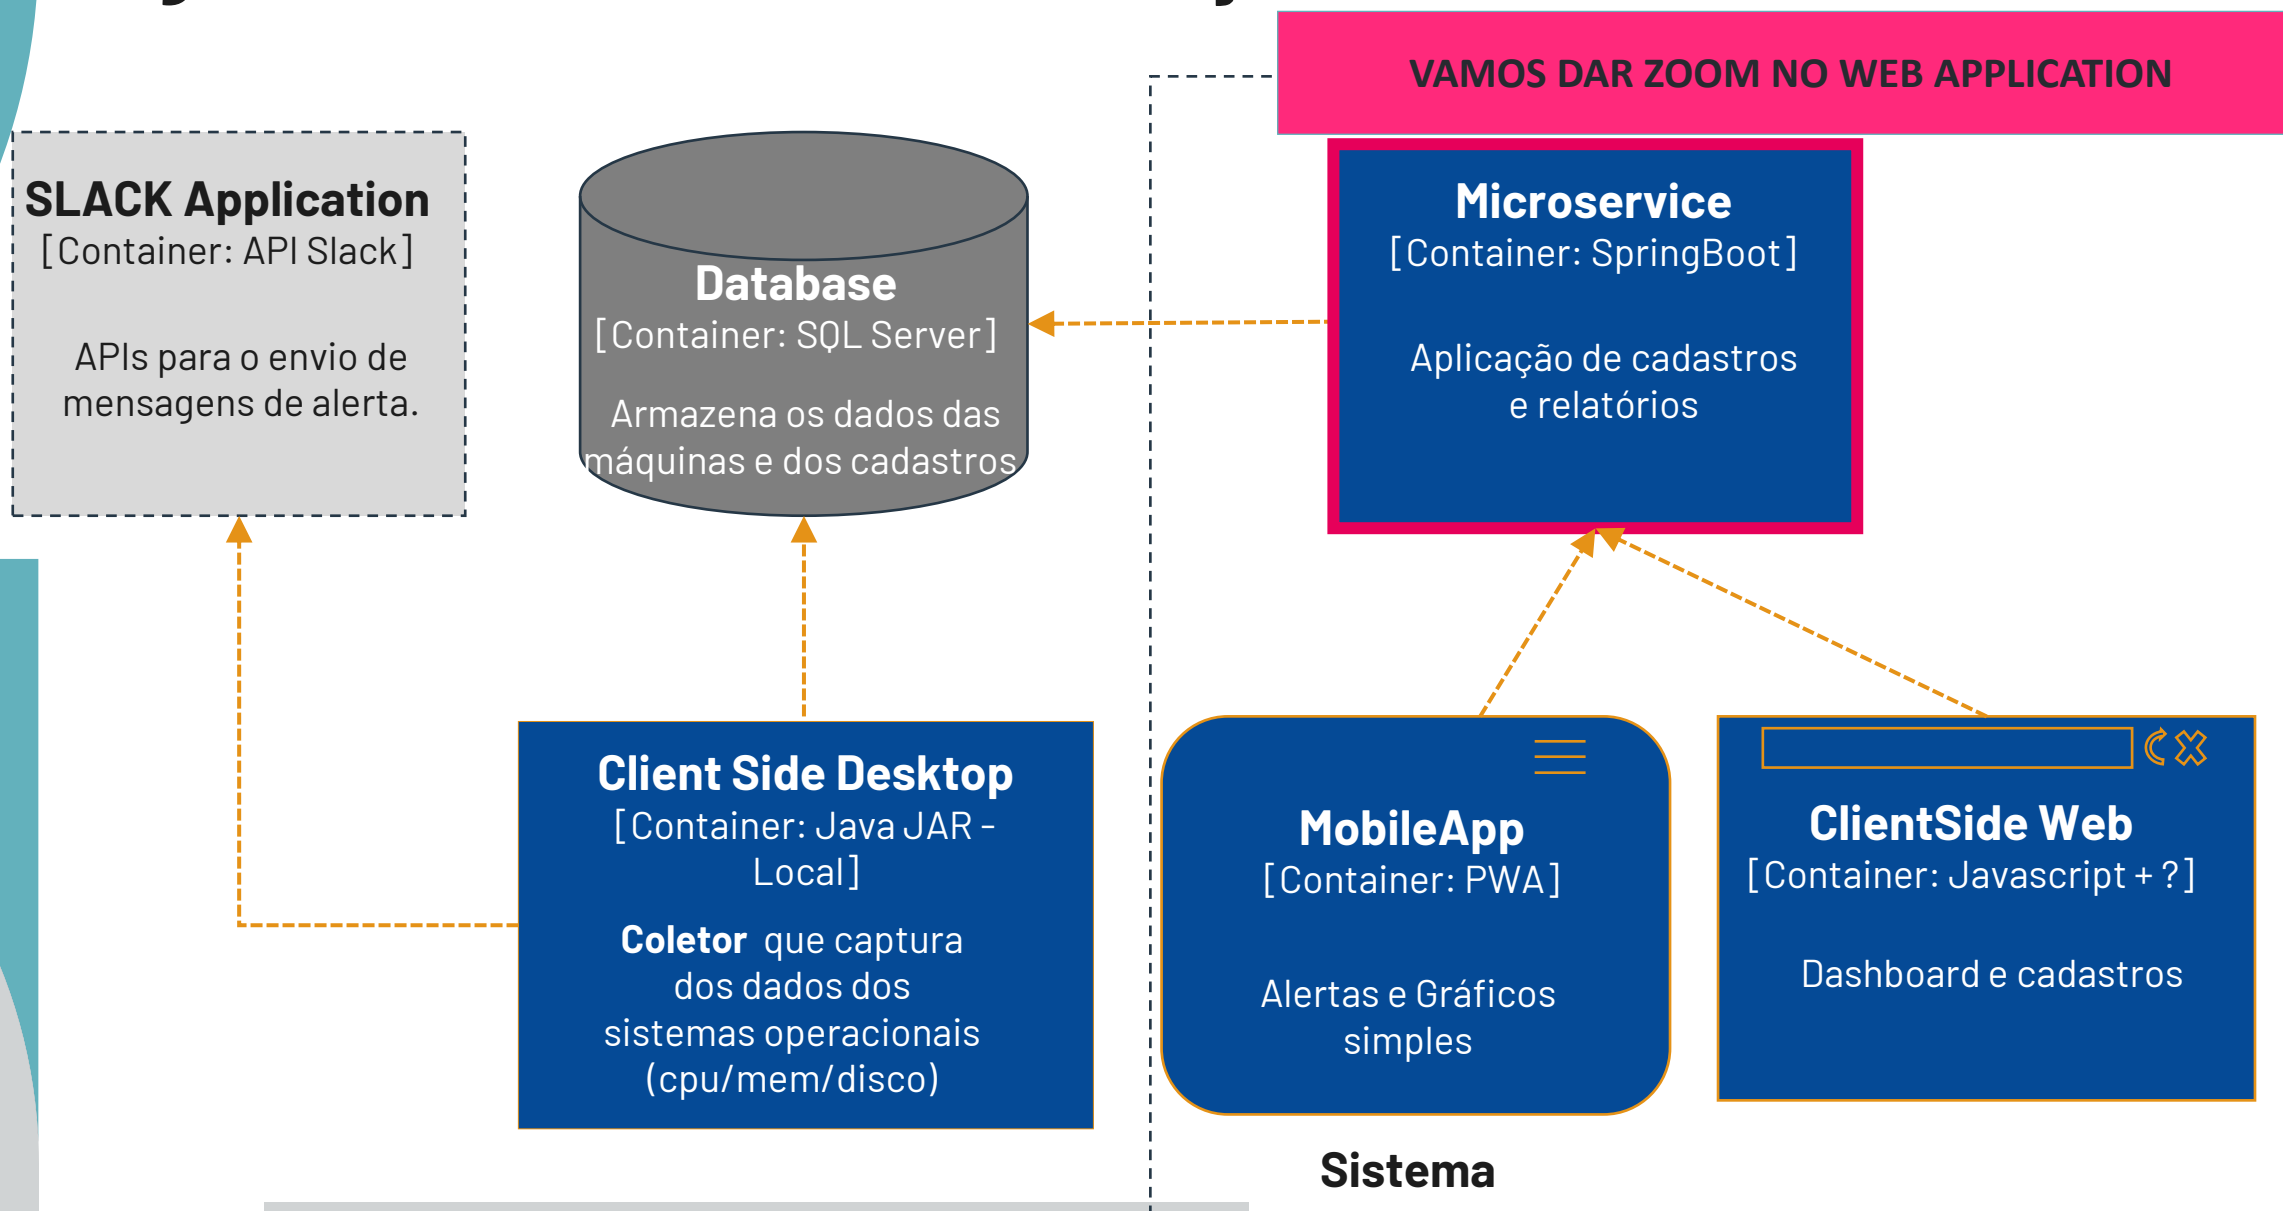 VAMOS DAR ZOOM NO WEB APPLICATION
SLACK Application
[Container: API Slack]
APIs para o envio de
mensagens de alerta.
Database
[Container: SQL Server]
Armazena os dados das
máquinas e dos cadastros
Microservice
[Container: SpringBoot]
Aplicação de cadastros
e relatórios
Client Side Desktop
[Container: Java JAR -
Local]
Coletor que captura
dos dados dos
sistemas operacionais
(cpu/mem/disco)
MobileApp
[Container: PWA]
Alertas e Gráficos
simples
ClientSide Web
[Container: Javascript + ?]
Dashboard e cadastros
Sistema